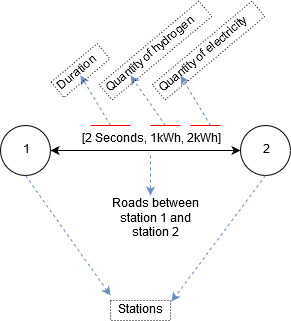 Duration
Quantity of hydrogen
Quantity of electricity
[2 Seconds, 1kWh, 2kWh]
1
2
Roads between
station 1 and
station 2
Stations